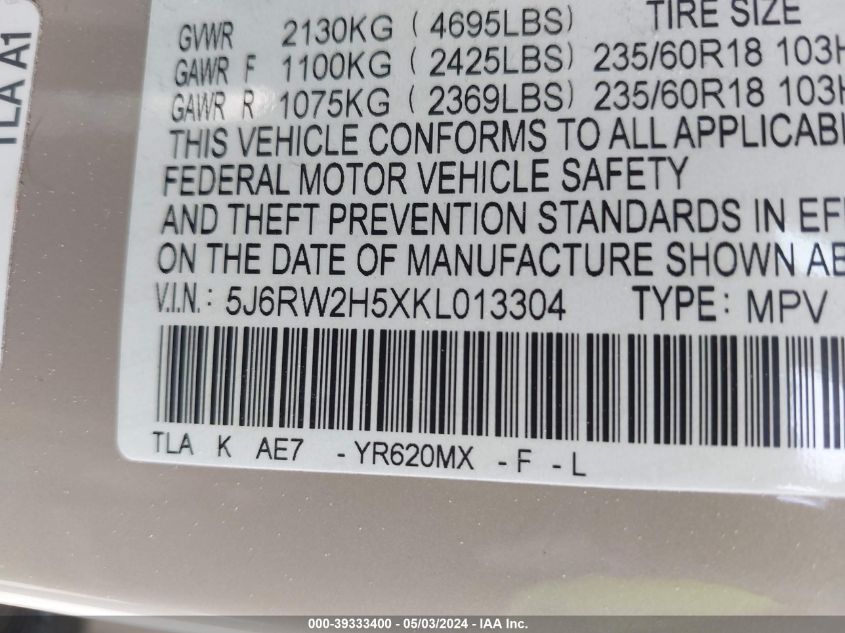 TLA A1
TIRE SIZE
GVWR 2130KG ( 4695LBS)
GAWR F 1100KG ( 2425LBS) 235/60R18 103H
GAWR R 1075KG ( 2369LBS) 235/60R18 103H
THIS VEHICLE CONFORMS TO ALL APPLICABL
FEDERAL MOTOR VEHICLE SAFETY
AND THEFT PREVENTION STANDARDS IN EF
ON THE DATE OF MANUFACTURE SHOWN AB
V.I.N.: 5J6RW2H5XKL013304 TYPE: MPV
TLA K AE7 -YR620MX -F -L
000-39333400 - 05/03/2024 - IAA Inc.